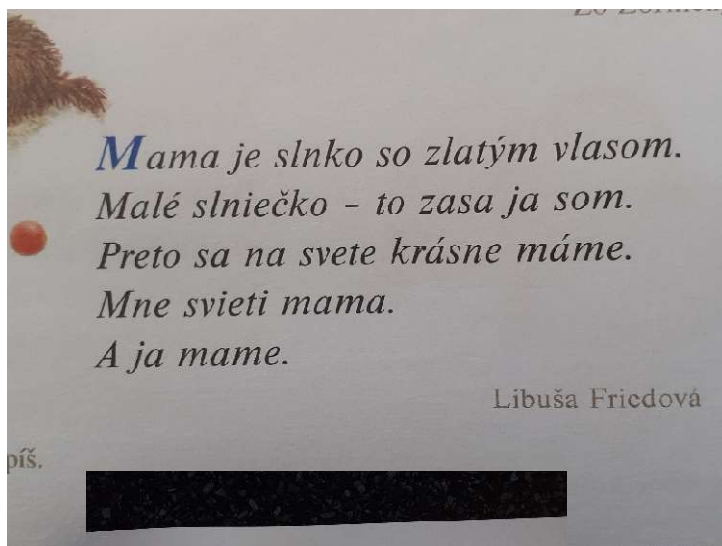 Mama je slnko so zlatým vlasom.
Malé slniečko – to zasa ja som.
Preto sa na svete krásne máme.
Mne svieti mama.
A ja mame.
Libuša Friedová
píš.